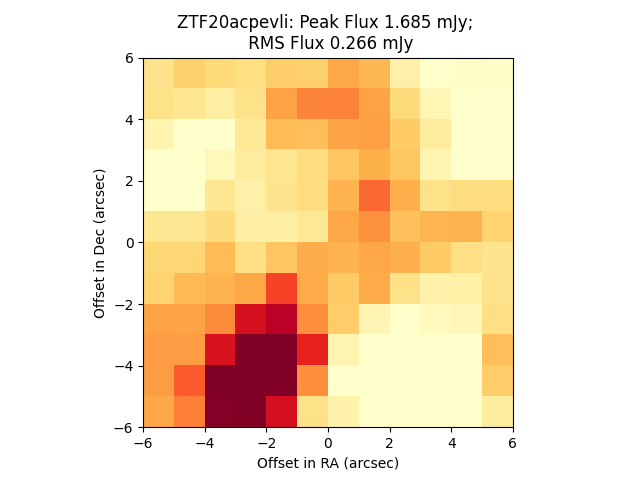 ZTF20acpevli: Peak Flux 1.685 mJy;
RMS Flux 0.266 mJy
6
4
2
0
−2
−4
−6
Offset in Dec (arcsec)
−6 −4 −2 0 2 4 6
Offset in RA (arcsec)